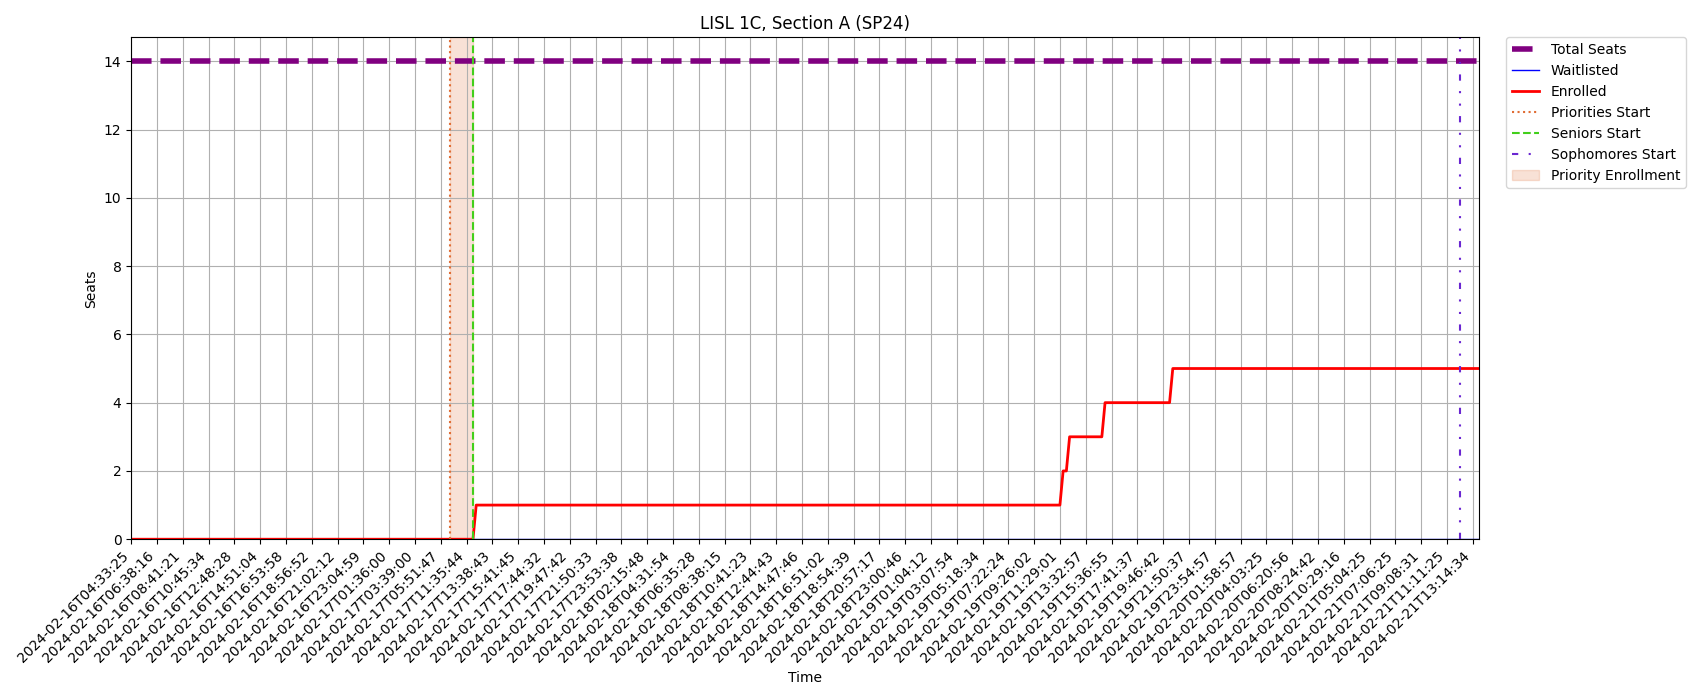 LISL 1C, Section A (SP24)
Total Seats
Waitlisted
Enrolled
Priorities Start
Seniors Start
Sophomores Start
Priority Enrollment
Seats
14
12
10
8
6
4
2
0
2024-02-16T04:33:25
2024-02-16T06:38:16
2024-02-16T08:41:21
2024-02-16T10:45:34
2024-02-16T12:48:28
2024-02-16T14:51:04
2024-02-16T16:53:58
2024-02-16T18:56:52
2024-02-16T21:02:12
2024-02-16T23:04:59
2024-02-17T01:36:00
2024-02-17T03:39:00
2024-02-17T05:51:47
2024-02-17T11:35:44
2024-02-17T13:38:43
2024-02-17T15:41:45
2024-02-17T17:44:32
2024-02-17T19:47:42
2024-02-17T21:50:33
2024-02-17T23:53:38
2024-02-18T02:15:48
2024-02-18T04:31:54
2024-02-18T06:35:28
2024-02-18T08:38:15
2024-02-18T10:41:23
2024-02-18T12:44:43
2024-02-18T14:47:46
2024-02-18T16:51:02
2024-02-18T18:54:39
2024-02-18T20:57:17
2024-02-18T23:00:46
2024-02-19T01:04:12
2024-02-19T03:07:54
2024-02-19T05:18:34
2024-02-19T07:22:24
2024-02-19T09:26:02
2024-02-19T11:29:01
2024-02-19T13:32:57
2024-02-19T15:36:55
2024-02-19T17:41:37
2024-02-19T19:46:42
2024-02-19T21:50:37
2024-02-19T23:54:57
2024-02-20T01:58:57
2024-02-20T04:03:25
2024-02-20T06:20:56
2024-02-20T08:24:42
2024-02-20T10:29:16
2024-02-21T05:04:25
2024-02-21T07:06:25
2024-02-21T09:08:31
2024-02-21T11:11:25
2024-02-21T13:14:34
Time